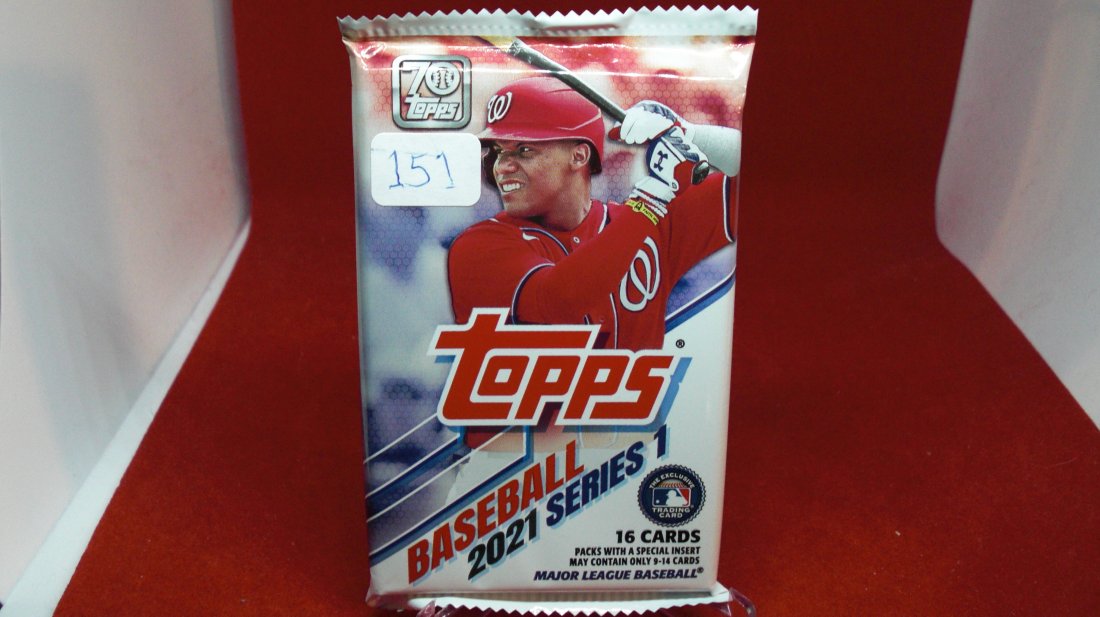 70
TOPPS
W
151
W
TOPPS®
BASEBALL
2021 SERIES 1
THE EXCLUSIVE
TRADING
CARD
16 CARDS
PACKS WITH A SPECIAL INSERT
MAY CONTAIN ONLY 9-14 CARDS
MAJOR LEAGUE BASEBALL®